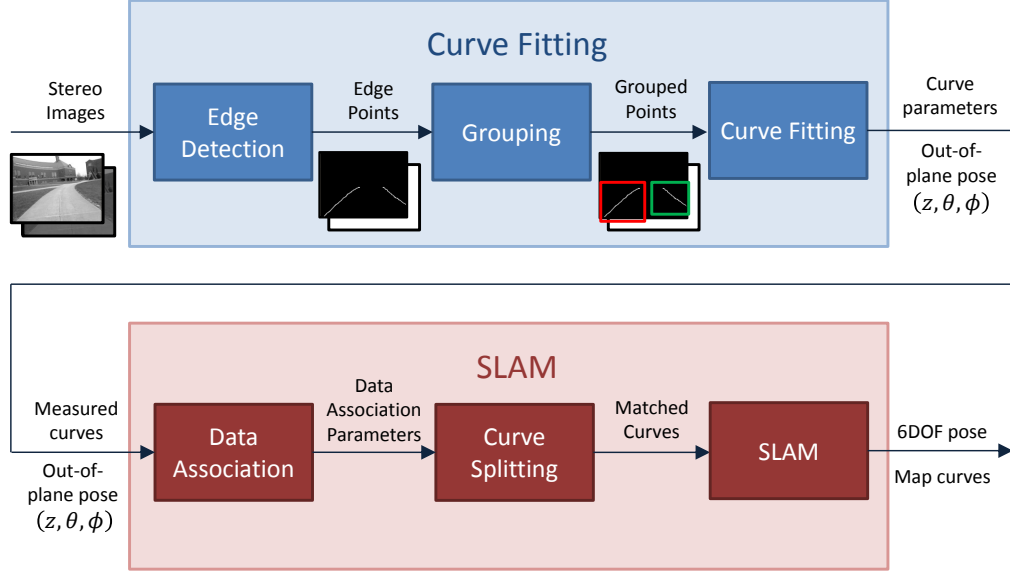 Curve Fitting
Stereo
Images
Edge
Detection
Edge
Points
Grouping
Grouped
Points
Curve Fitting
Curve
parameters
Out-of-
plane pose
(z, θ, ϕ)
SLAM
Measured
curves
Out-of-
plane pose
(z, θ, ϕ)
Data
Association
Data
Association
Parameters
Curve
Splitting
Matched
Curves
SLAM
6DOF pose
Map curves